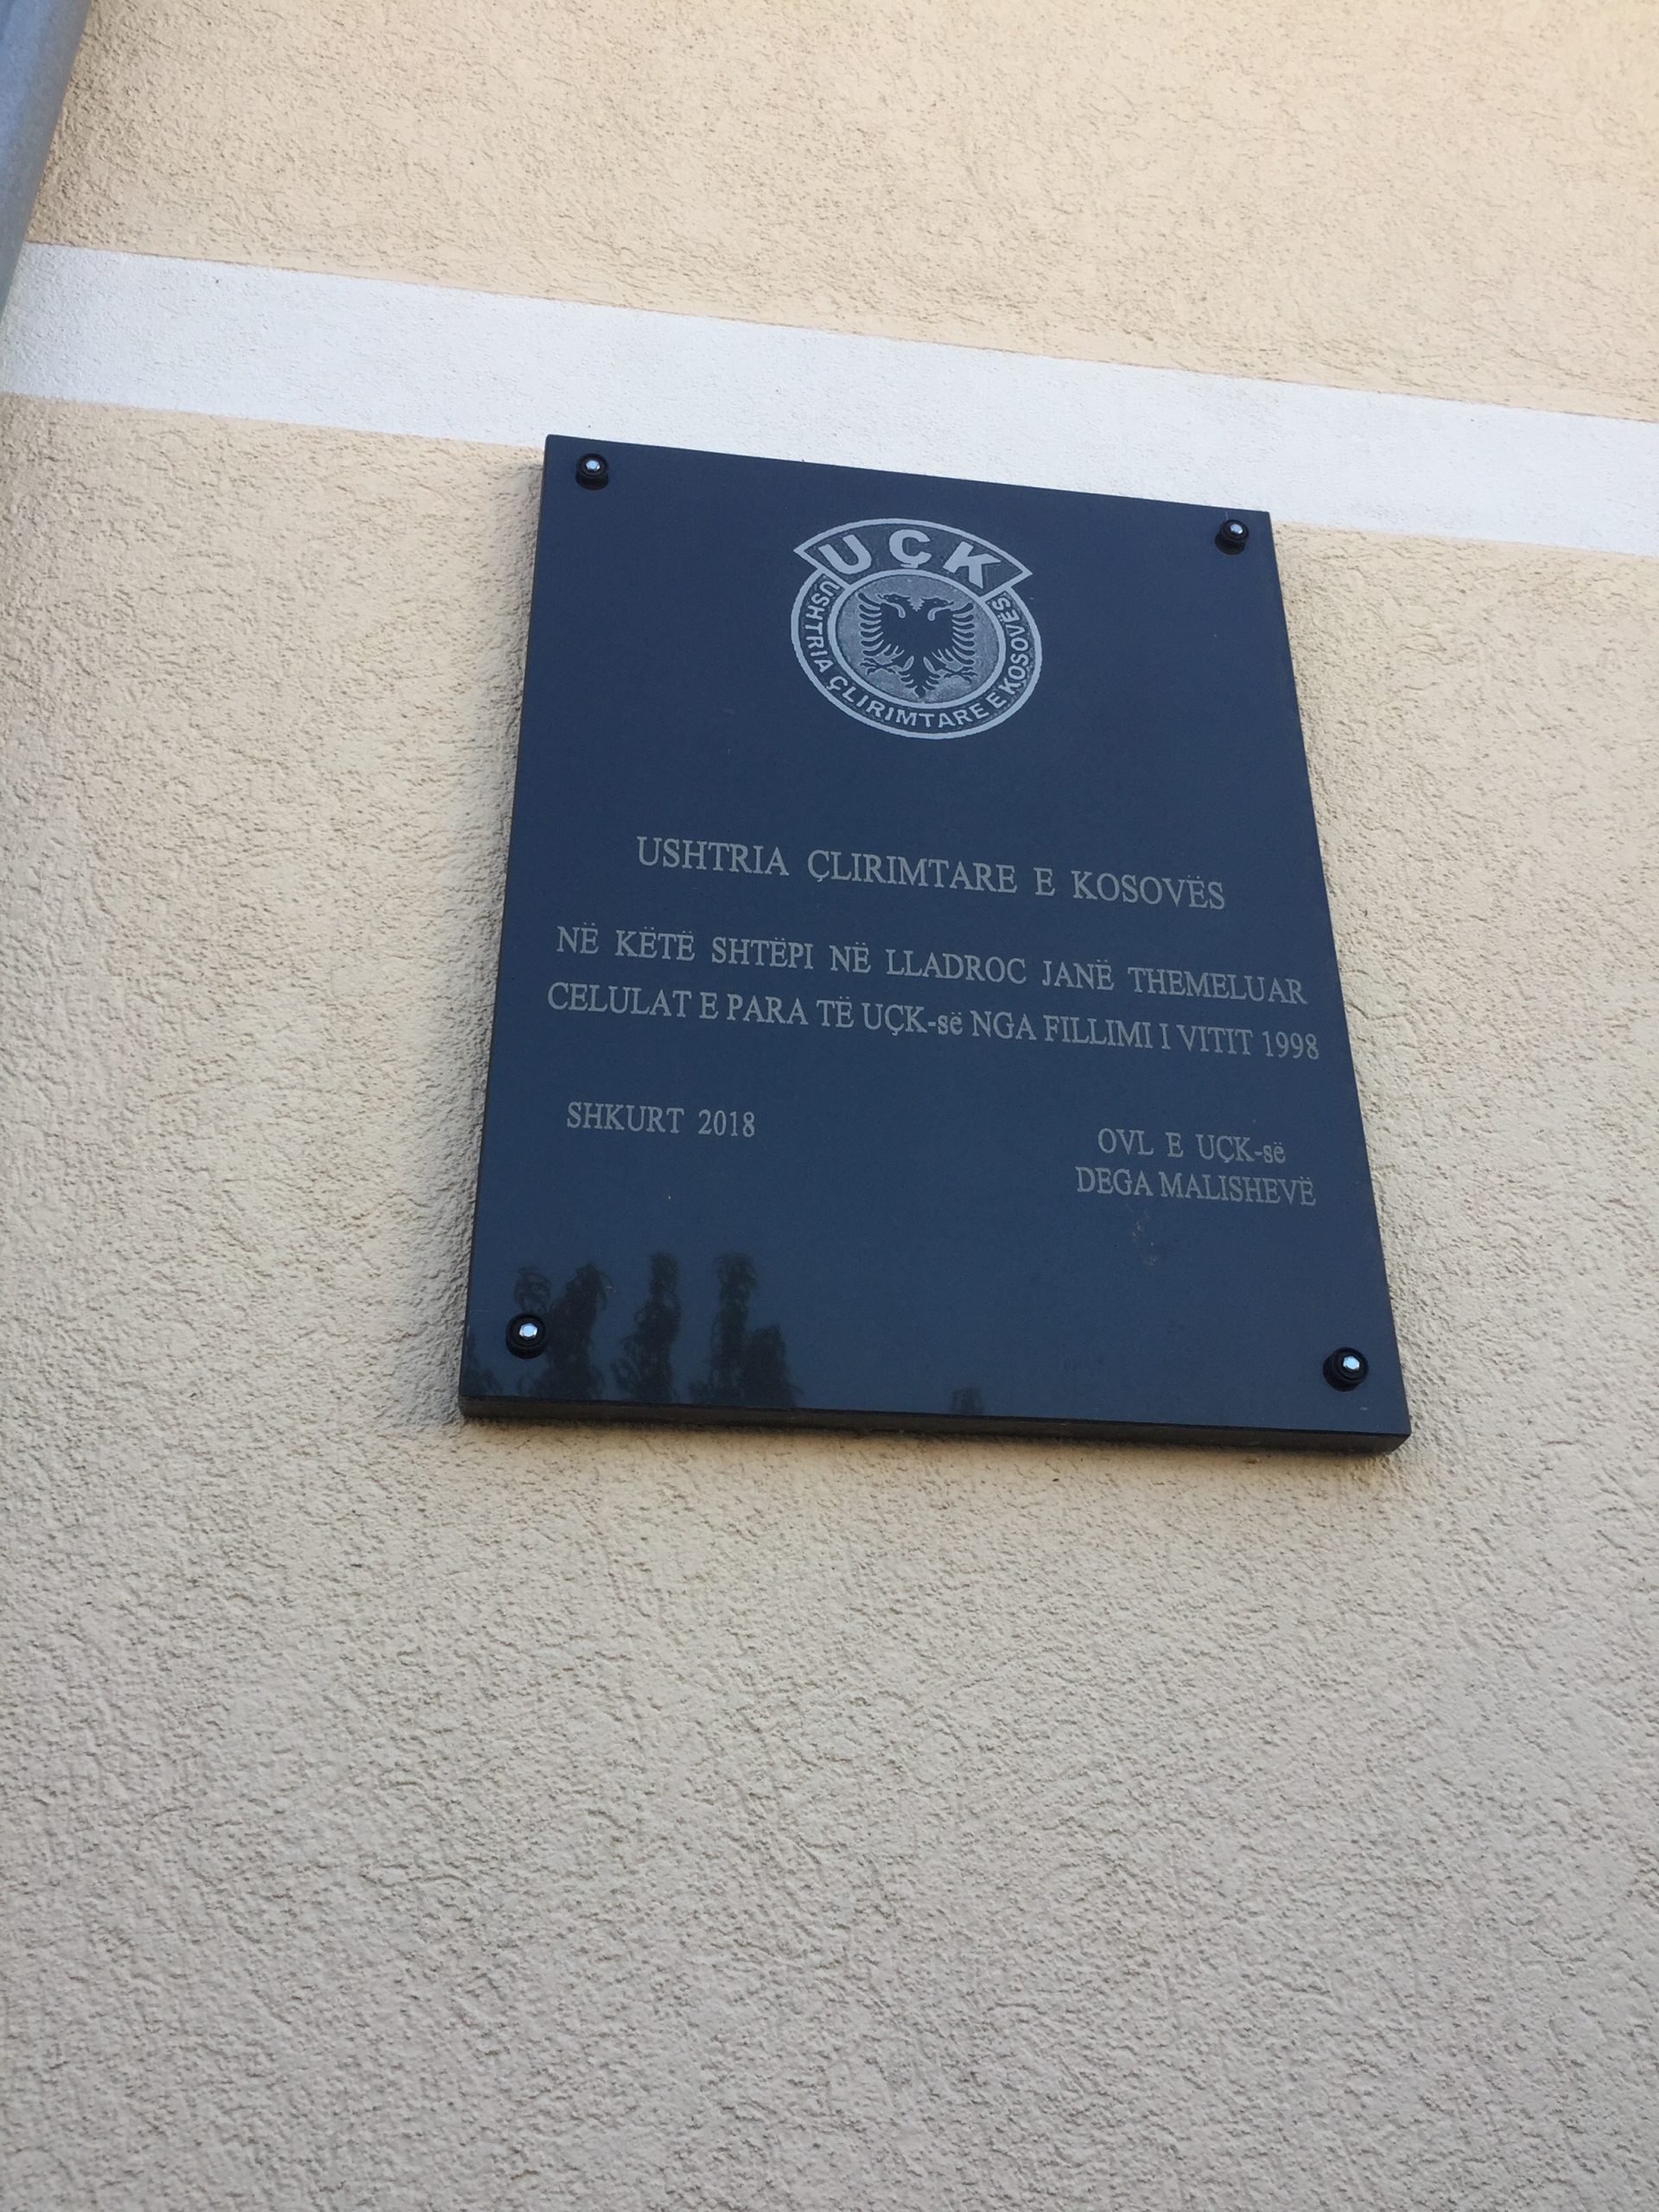 UÇK
USHTRIA ÇLIRIMTARE E KOSOVËS
USHTRIA ÇLIRIMTARE E KOSOVËS
NË KËTË SHTËPI NË LLADROC JANË THEMELUAR
CELULAT E PARA TË UÇK-së NGA FILLIMI I VITIT 1998
SHKURT 2018
OVL E UÇK-së
DEGA MALISHEVË